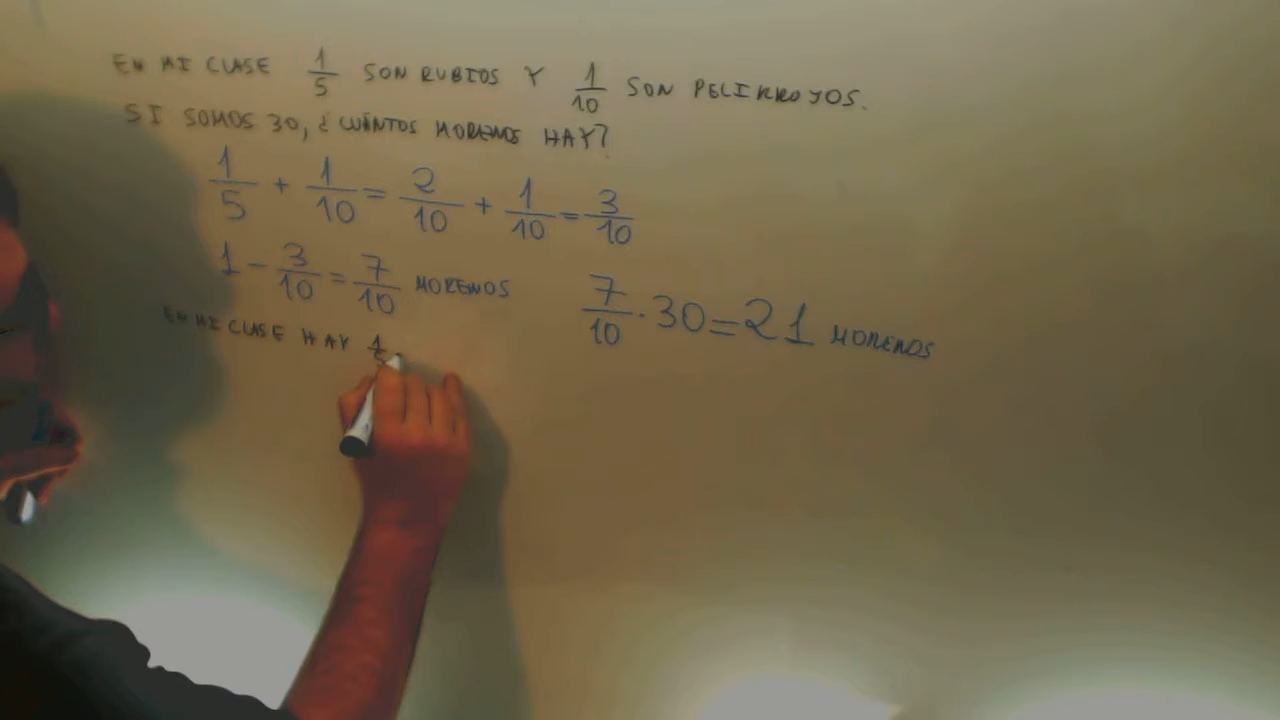 EN MI CLASE 1/5 SON RUBIOS Y 1/10 SON PELIRROJOS.
SI SOMOS 30, ¿CUÁNTOS MORENOS HAY?
1/5 + 1/10 = 2/10 + 1/10 = 3/10
1 - 3/10 = 7/10 MORENOS
7/10 · 30 = 21 MORENOS
EN MI CLASE HAY